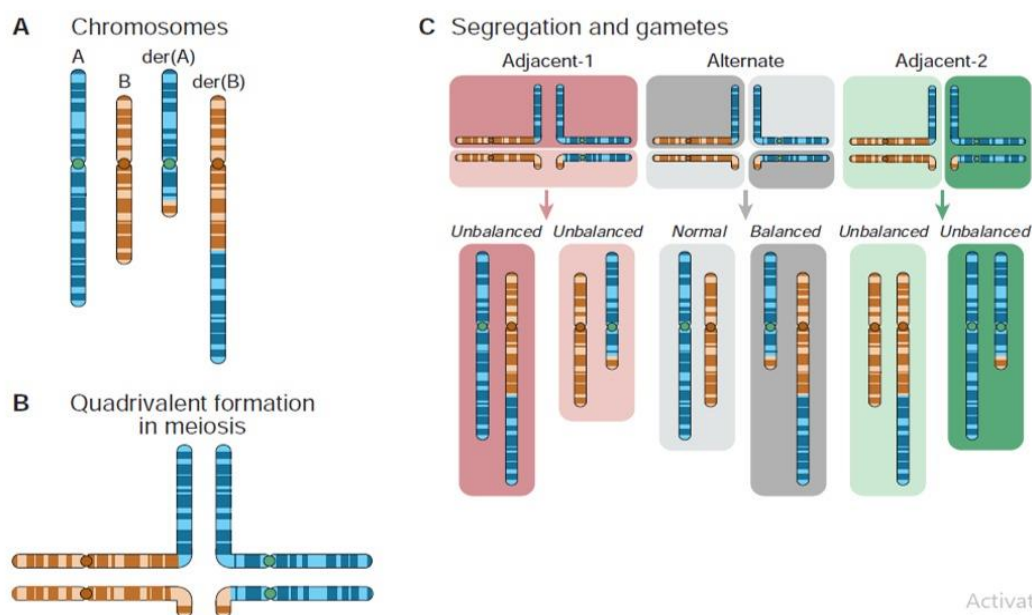 A Chromosomes
A
B
der(A)
der(B)
B Quadrivalent formation
in meiosis
C Segregation and gametes
Adjacent-1 Alternate Adjacent-2
Unbalanced Unbalanced Normal Balanced Unbalanced Unbalanced
Activat